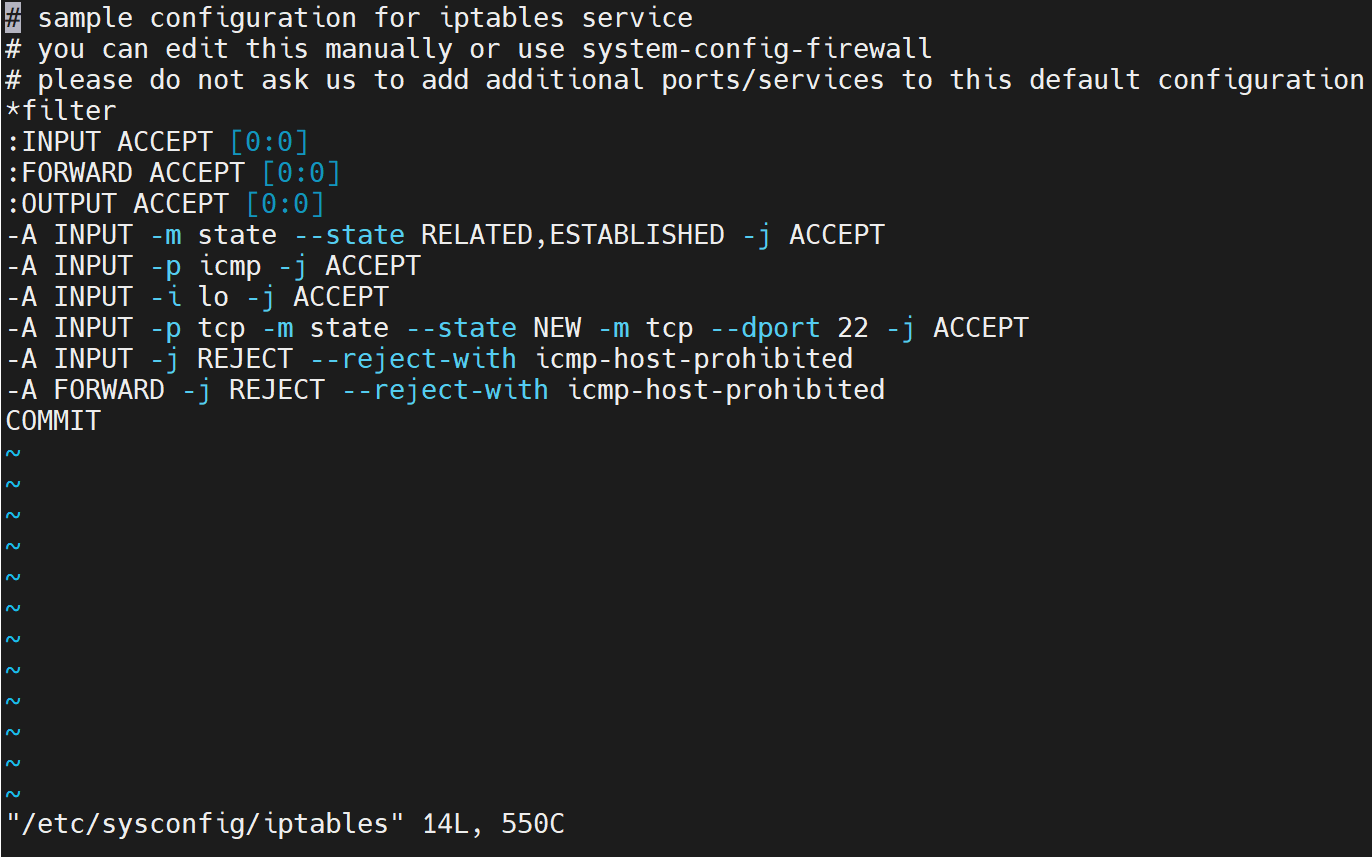 # sample configuration for iptables service
# you can edit this manually or use system-config-firewall
# please do not ask us to add additional ports/services to this default configuration
*filter
:INPUT ACCEPT [0:0]
:FORWARD ACCEPT [0:0]
:OUTPUT ACCEPT [0:0]
-A INPUT -m state --state RELATED,ESTABLISHED -j ACCEPT
-A INPUT -p icmp -j ACCEPT
-A INPUT -i lo -j ACCEPT
-A INPUT -p tcp -m state --state NEW -m tcp --dport 22 -j ACCEPT
-A INPUT -j REJECT --reject-with icmp-host-prohibited
-A FORWARD -j REJECT --reject-with icmp-host-prohibited
COMMIT
~
~
~
~
~
~
~
~
~
~
~
~
"/etc/sysconfig/iptables" 14L, 550C